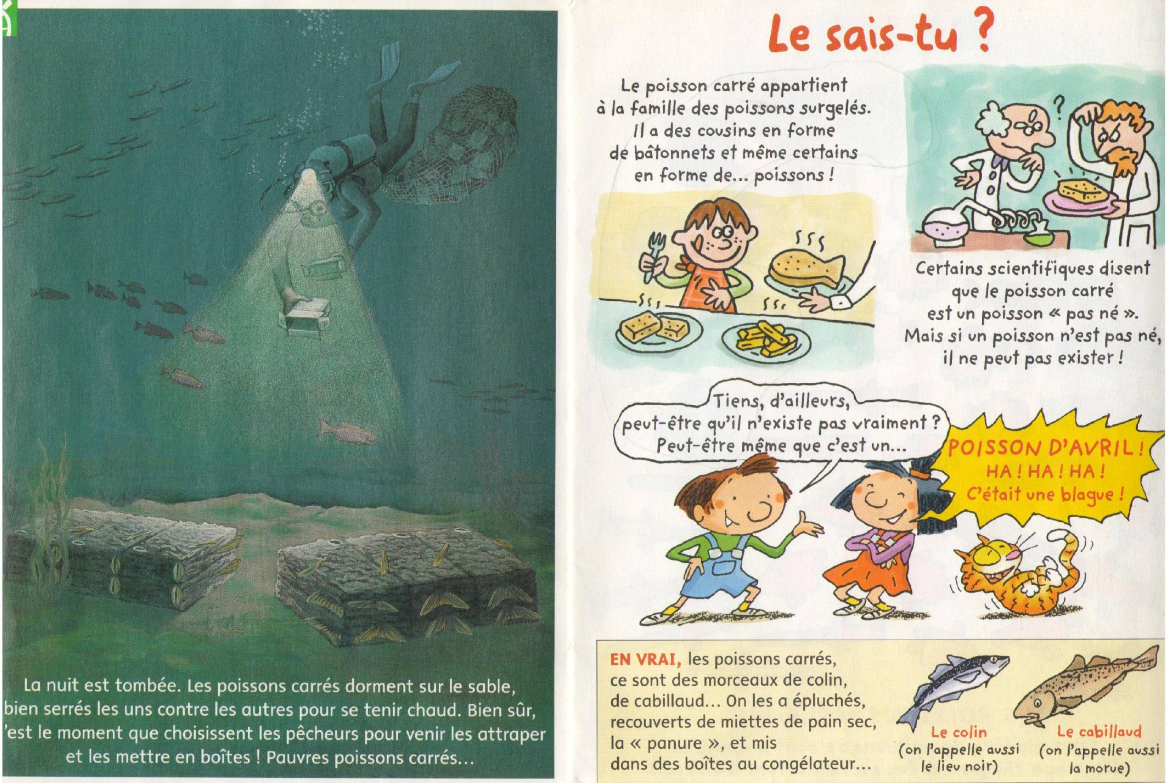 La nuit est tombée. Les poissons carrés dorment sur le sable,
bien serrés les uns contre les autres pour se tenir chaud. Bien sûr,
'est le moment que choisissent les pêcheurs pour venir les attraper
et les mettre en boîtes ! Pauvres poissons carrés...
Le sais-tu ?
Le poisson carré appartient
à la famille des poissons surgelés.
Il a des cousins en forme
de bâtonnets et même certains
en forme de... poissons !
?
Certains scientifiques disent
que le poisson carré
est un poisson « pas né ».
Mais si un poisson n'est pas né,
il ne peut pas exister !
Tiens, d'ailleurs,
peut-être qu'il n'existe pas vraiment ?
Peut-être même que c'est un...
POISSON D'AVRIL !
HA ! HA ! HA !
C'était une blague !
EN VRAI, les poissons carrés,
ce sont des morceaux de colin,
de cabillaud... On les a épluchés,
recouverts de miettes de pain sec,
la « panure », et mis
dans des boîtes au congélateur...
Le colin
(on l'appelle aussi
le lieu noir)
Le cabillaud
(on l'appelle aussi
la morue)